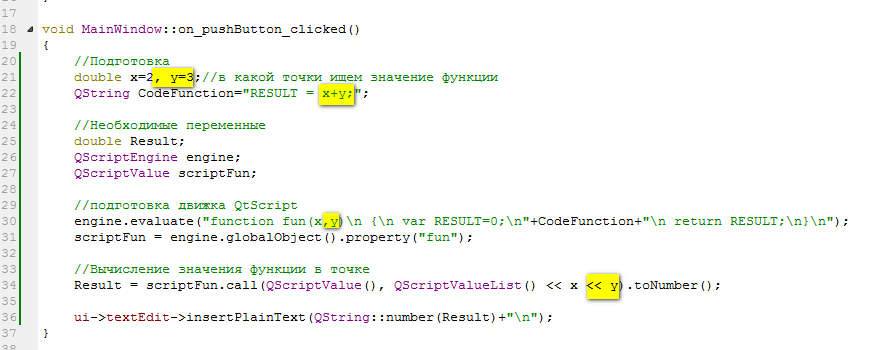 17
18 void MainWindow::on_pushButton_clicked()
19 {
20 //Подготовка
21 double x=2, y=3;//в какой точки ищем значение функции
22 QString CodeFunction="RESULT = x+y;";
23
24 //Необходимые переменные
25 double Result;
26 QScriptEngine engine;
27 QScriptValue scriptFun;
28
29 //подготовка движка QtScript
30 engine.evaluate("function fun(x,y)\n {\n var RESULT=0;\n"+CodeFunction+"\n return RESULT;\n}\n");
31 scriptFun = engine.globalObject().property("fun");
32
33 //Вычисление значения функции в точке
34 Result = scriptFun.call(QScriptValue(), QScriptValueList() << x << y).toNumber();
35
36 ui->textEdit->insertPlainText(QString::number(Result)+"\n");
37 }
38